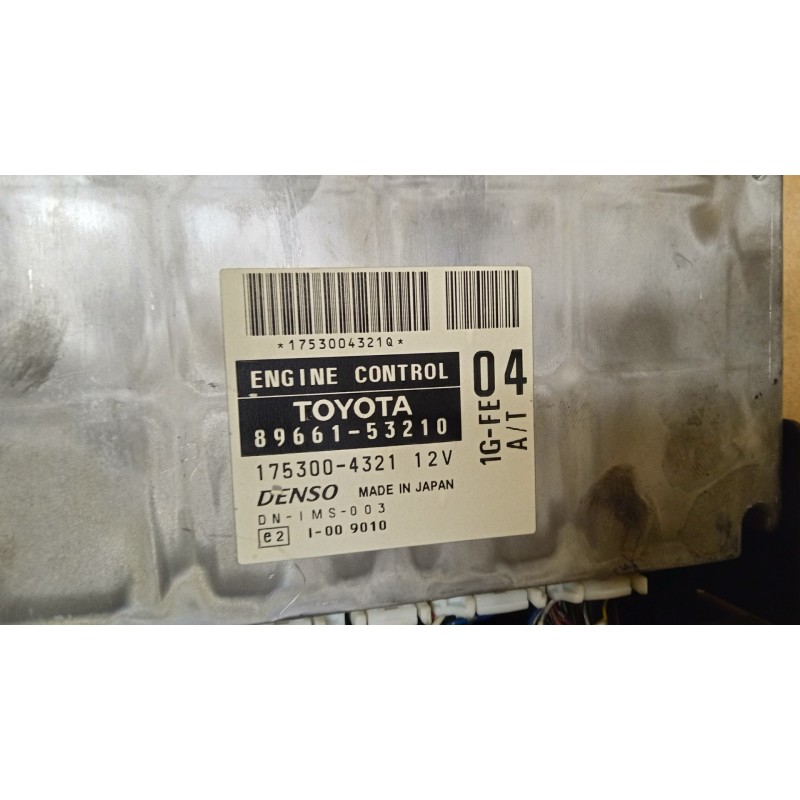 *1753004321Q*
ENGINE CONTROL
TOYOTA
89661-53210
04
1G-FE
A/T
175300-4321 12V
DENSO MADE IN JAPAN
DN-IMS-003
e2 I-00 9010